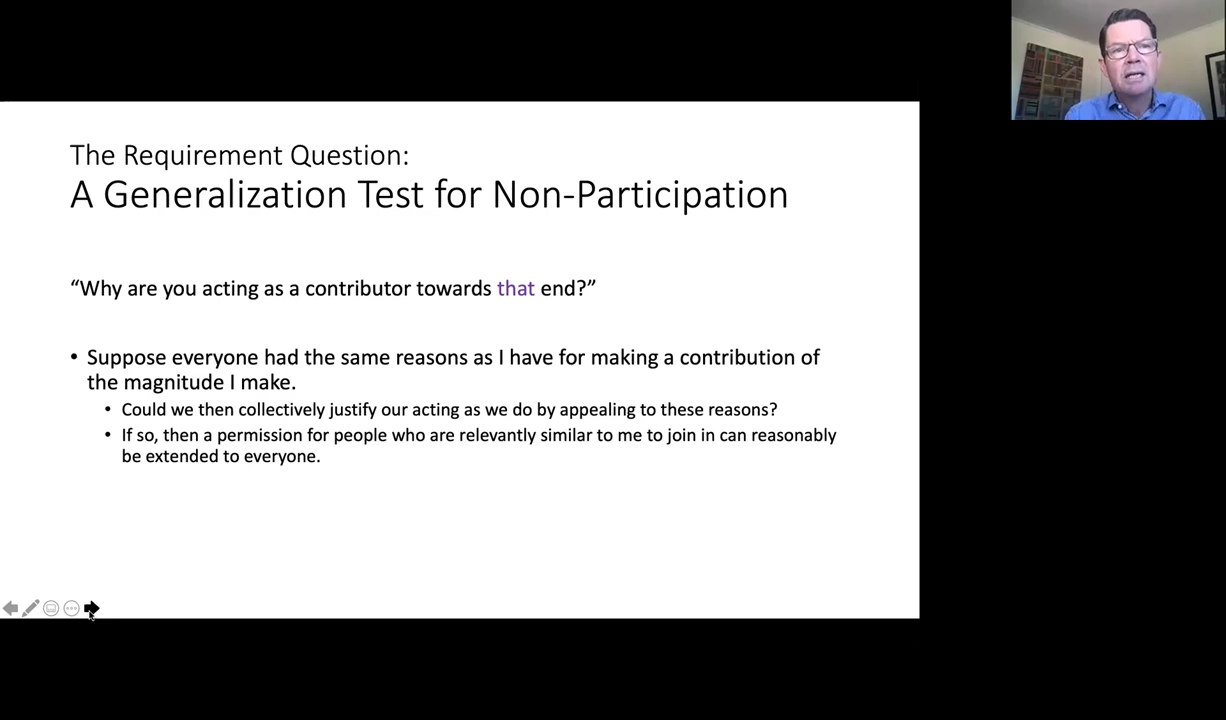 The Requirement Question:
A Generalization Test for Non-Participation
“Why are you acting as a contributor towards that end?”
• Suppose everyone had the same reasons as I have for making a contribution of
the magnitude I make.
• Could we then collectively justify our acting as we do by appealing to these reasons?
• If so, then a permission for people who are relevantly similar to me to join in can reasonably
be extended to everyone.